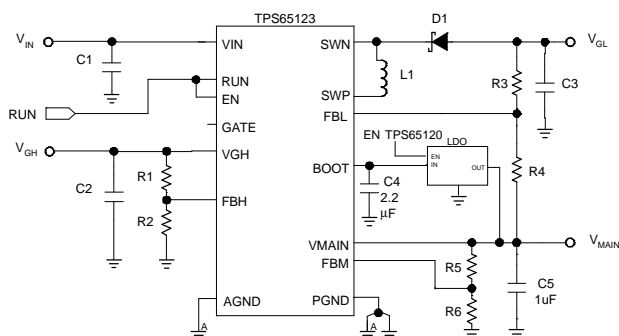 TPS65123
D1
VIN
VIN
SWN
VGL
C1
L1
R3
C3
RUN
EN
SWP
RUN
FBL
GATE
EN TPS65120
LDO
VGH
VGH
EN
IN
OUT
BOOT
R4
R1
C2
C4
2.2
μF
FBH
R2
VMAIN
VMAIN
FBM
R5
C5
1uF
R6
AGND
PGND
A
A